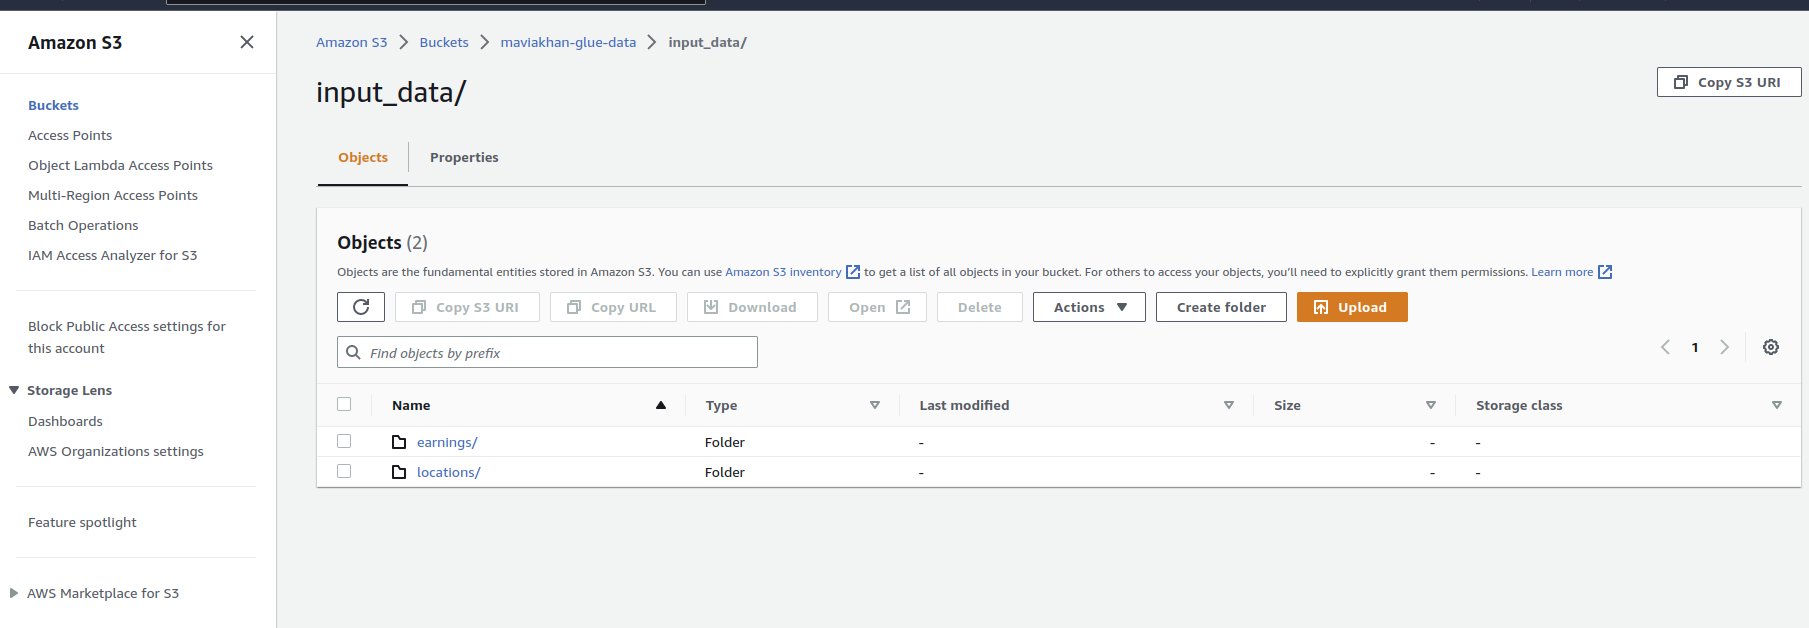 Amazon S3
Buckets
Access Points
Object Lambda Access Points
Multi-Region Access Points
Batch Operations
IAM Access Analyzer for S3
Block Public Access settings for
this account
Storage Lens
Dashboards
AWS Organizations settings
Feature spotlight
AWS Marketplace for S3
Amazon S3 Buckets maviakhan-glue-data input_data/
input_data/
Copy S3 URI
Objects Properties
Objects (2)
Objects are the fundamental entities stored in Amazon S3. You can use Amazon S3 inventory to get a list of all objects in your bucket. For others to access your objects, you'll need to explicitly grant them permissions. Learn more
Copy S3 URI Copy URL Download Open Delete Actions Create folder Upload
Find objects by prefix
1
Name Type Last modified Size Storage class
earnings/ Folder - - -
locations/ Folder - - -